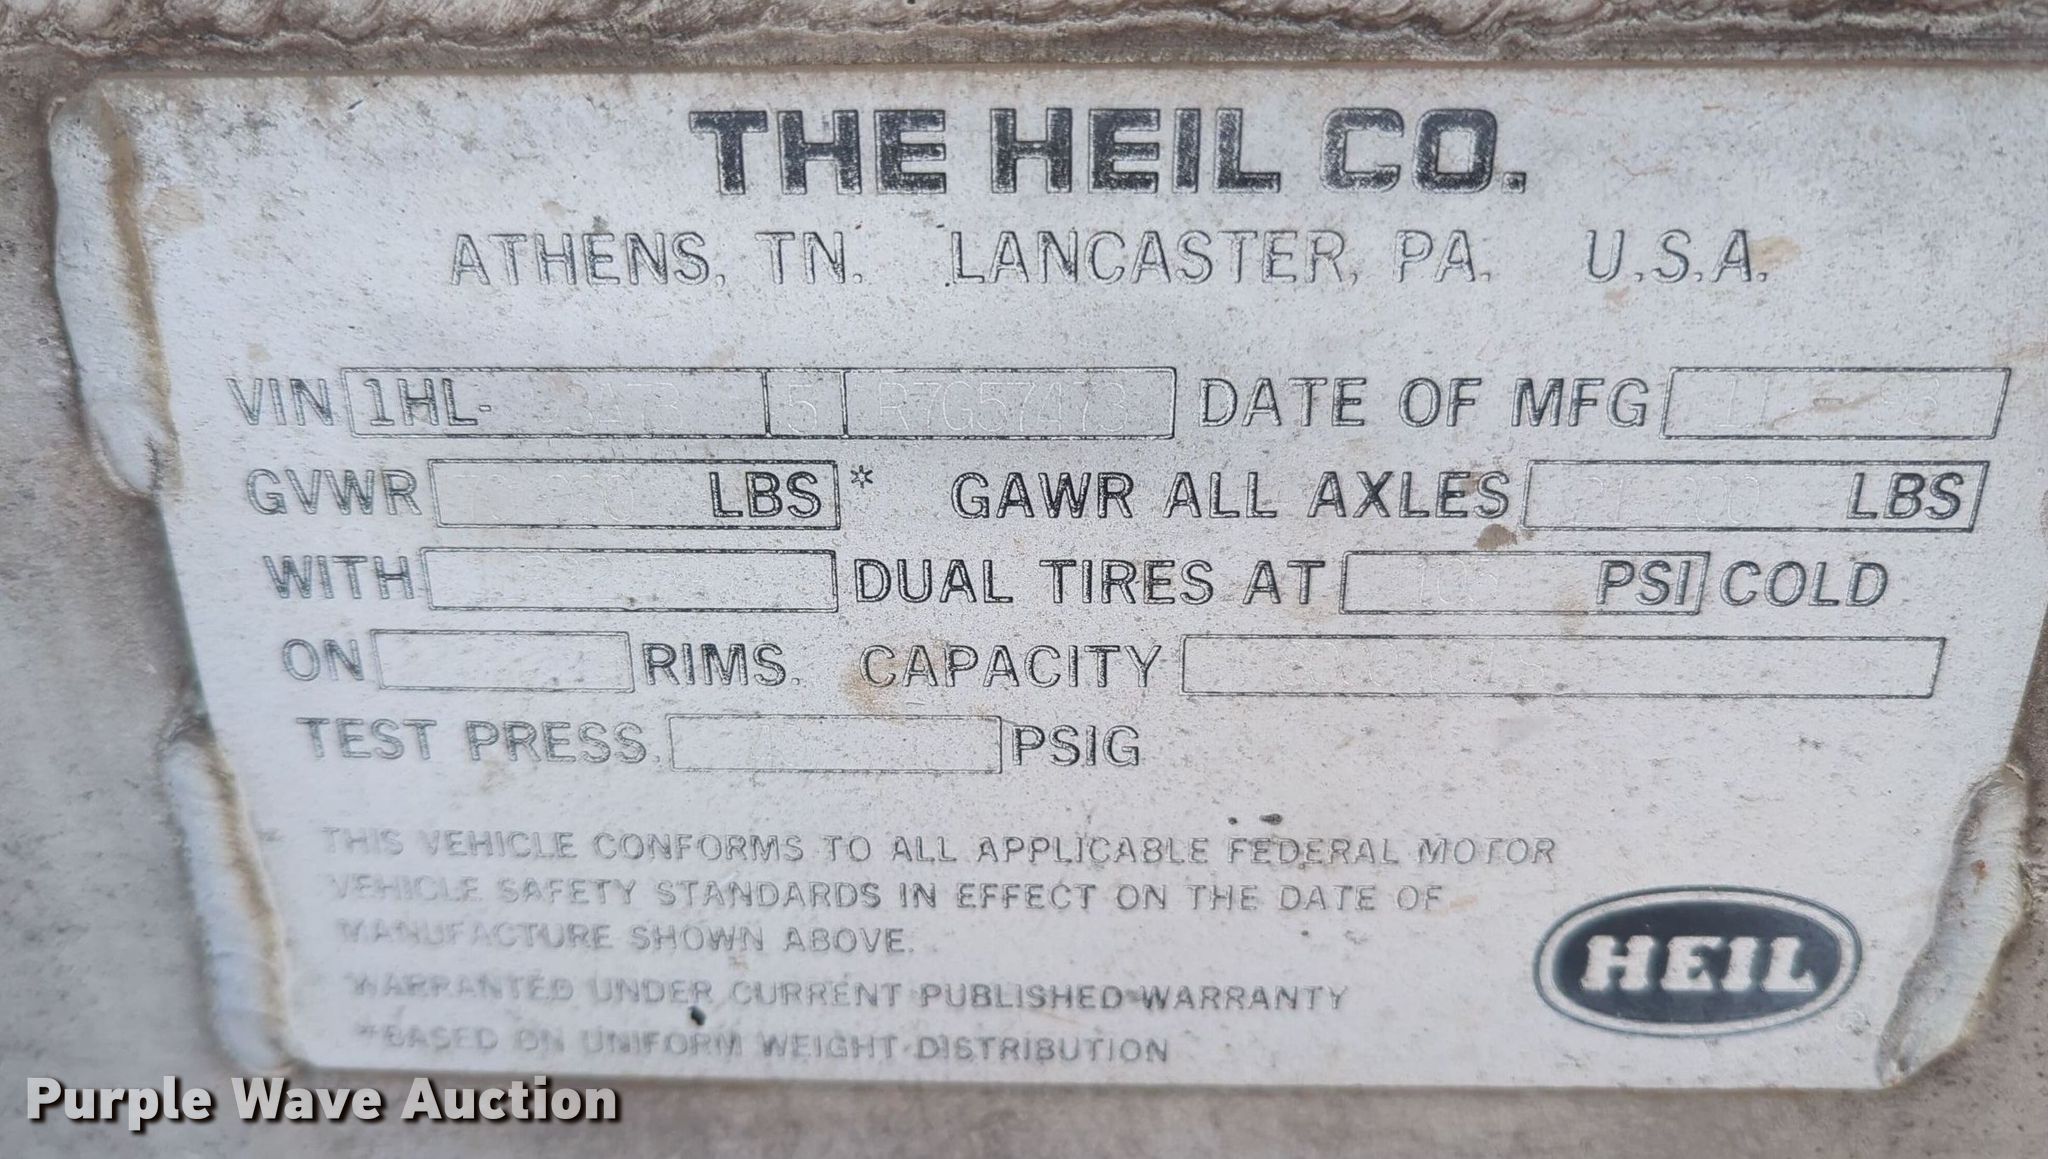 THE HEIL CO.
ATHENS, TN. LANCASTER, PA. U.S.A.
VIN 1HL- 5 R7G57473 DATE OF MFG
GVWR LBS* GAWR ALL AXLES LBS
WITH DUAL TIRES AT 105 PSI COLD
ON RIMS. CAPACITY
TEST PRESS. PSIG
THIS VEHICLE CONFORMS TO ALL APPLICABLE FEDERAL MOTOR
VEHICLE SAFETY STANDARDS IN EFFECT ON THE DATE OF
MANUFACTURE SHOWN ABOVE.
WARRANTED UNDER CURRENT PUBLISHED WARRANTY
*BASED ON UNIFORM WEIGHT DISTRIBUTION
HEIL
Purple Wave Auction